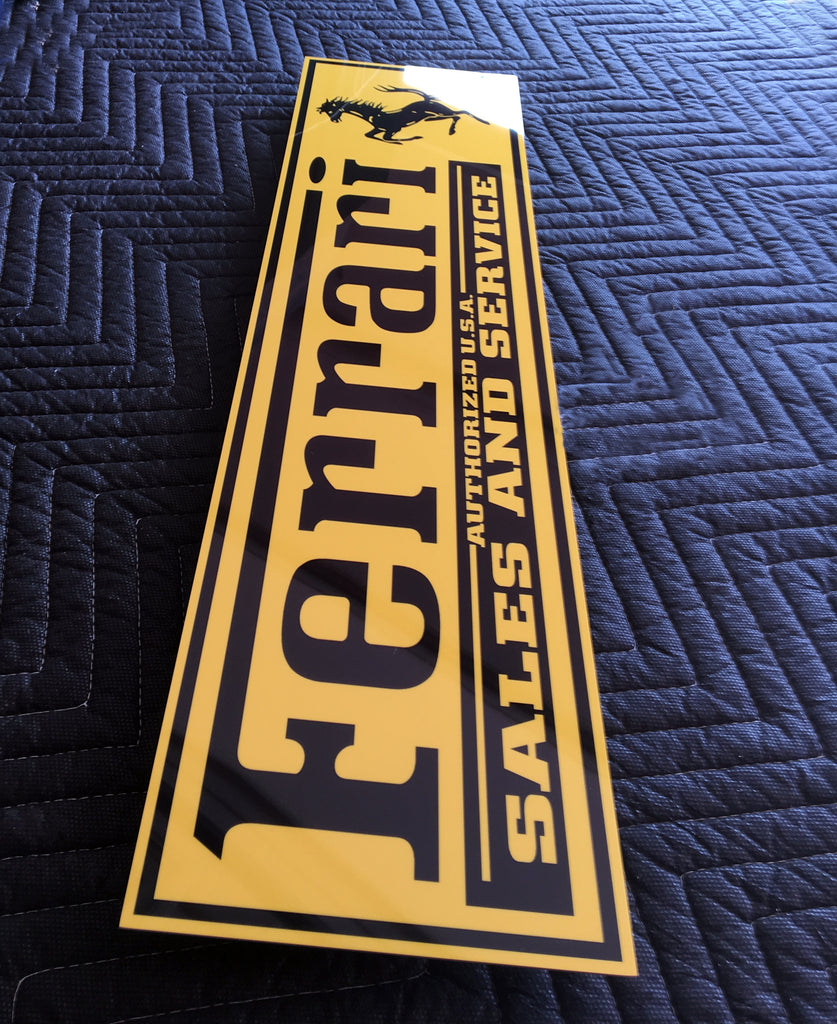 Ferrari
AUTHORIZED U.S.A.
SALES AND SERVICE